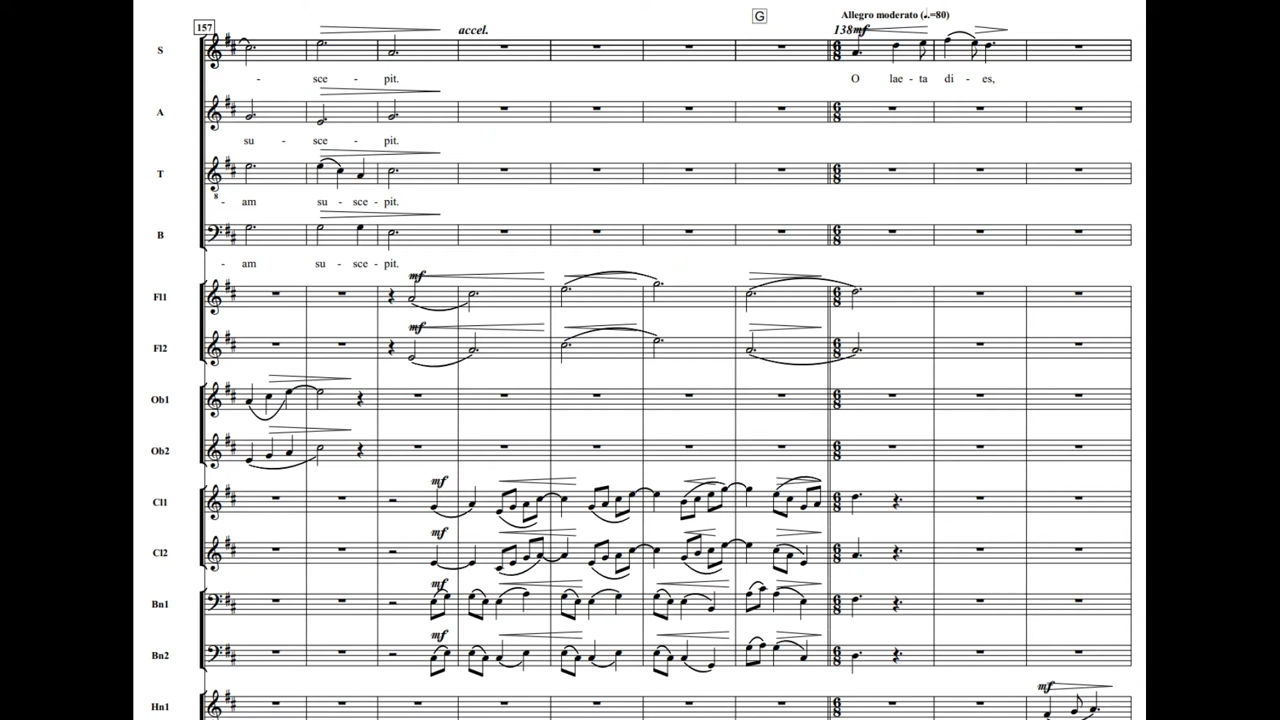 G
Allegro moderato (♩.=80)
157
accel.
138 mf
S
- sce - pit.
O lae - ta di - es,
A
su - sce - pit.
T
8
- am su - sce - pit.
B
- am su - sce - pit.
mf
Fl1
mf
Fl2
Ob1
Ob2
mf
Cl1
mf
Cl2
mf
Bn1
mf
Bn2
mf
Hn1